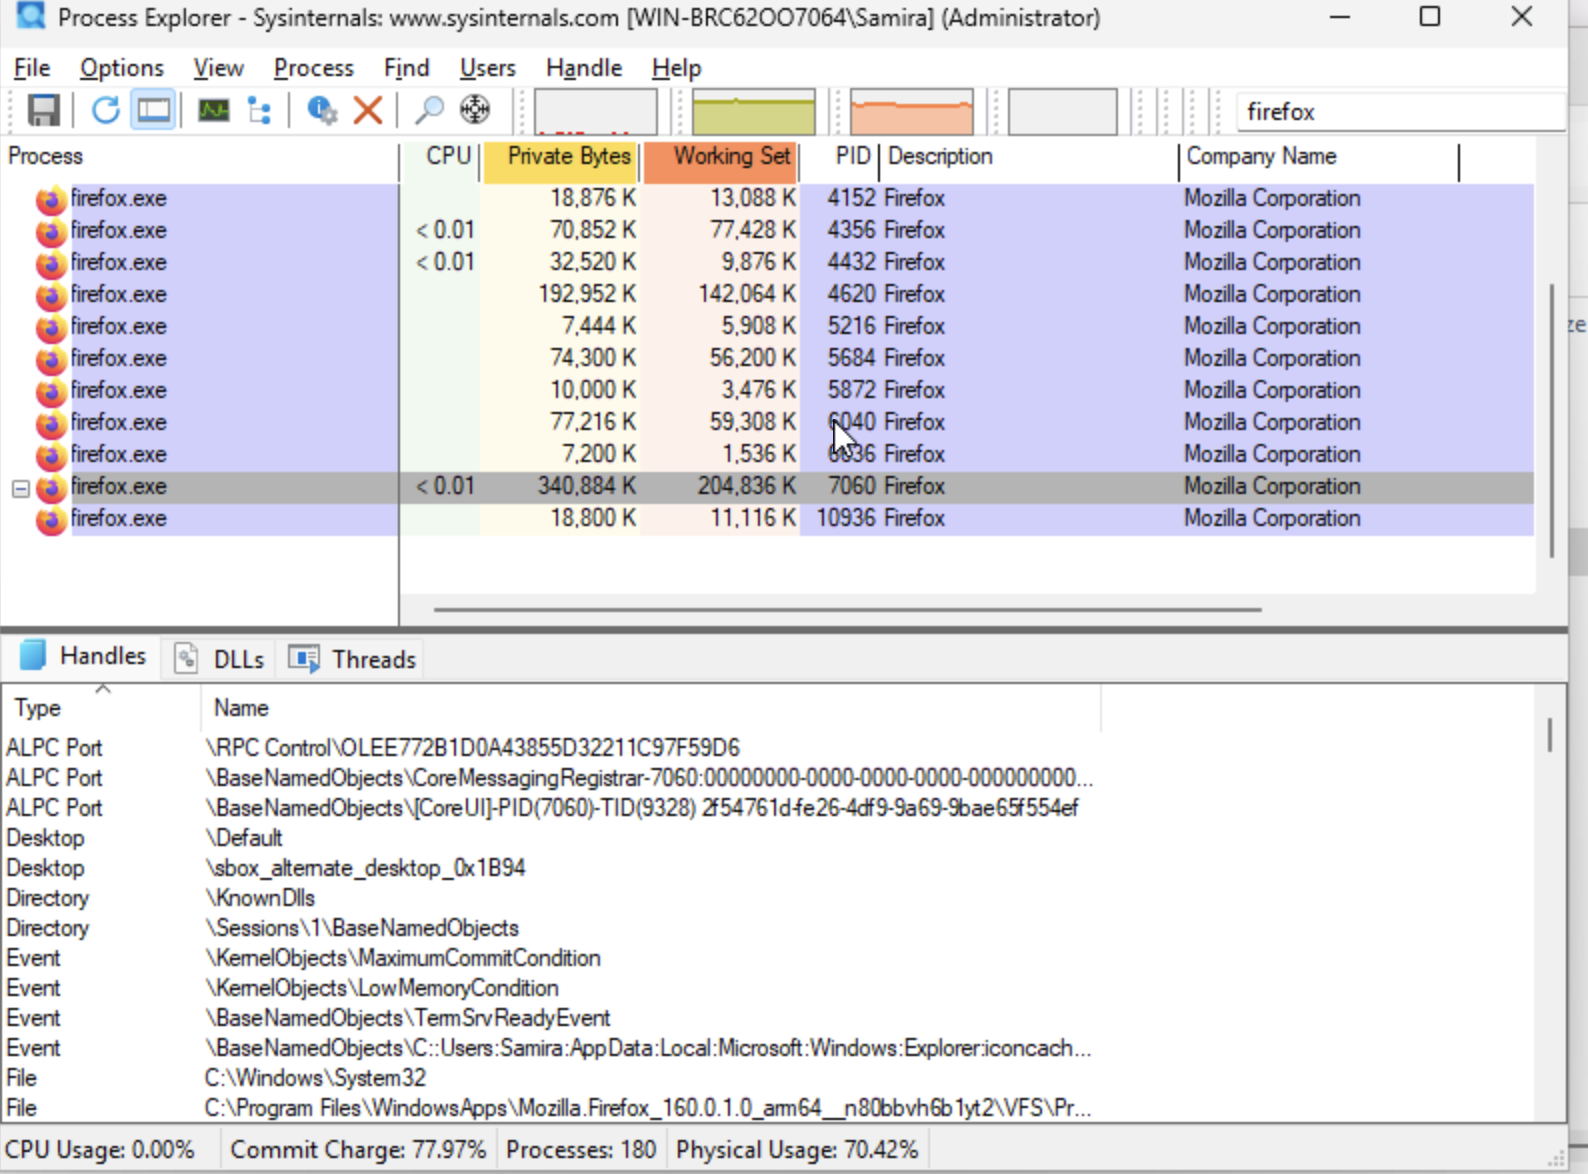 Process Explorer - Sysinternals: www.sysinternals.com [WIN-BRC62OO7064\Samira] (Administrator)
File Options View Process Find Users Handle Help
firefox
Process CPU Private Bytes Working Set PID Description Company Name
firefox.exe 18,876 K 13,088 K 4152 Firefox Mozilla Corporation
firefox.exe < 0.01 70,852 K 77,428 K 4356 Firefox Mozilla Corporation
firefox.exe < 0.01 32,520 K 9,876 K 4432 Firefox Mozilla Corporation
firefox.exe 192,952 K 142,064 K 4620 Firefox Mozilla Corporation
firefox.exe 7,444 K 5,908 K 5216 Firefox Mozilla Corporation
firefox.exe 74,300 K 56,200 K 5684 Firefox Mozilla Corporation
firefox.exe 10,000 K 3,476 K 5872 Firefox Mozilla Corporation
firefox.exe 77,216 K 59,308 K 6040 Firefox Mozilla Corporation
firefox.exe 7,200 K 1,536 K Firefox Mozilla Corporation
firefox.exe < 0.01 340,884 K 204,836 K 7060 Firefox Mozilla Corporation
firefox.exe 18,800 K 11,116 K 10936 Firefox Mozilla Corporation
Handles DLLs Threads
Type Name
ALPC Port \RPC Control\OLEE772B1D0A43855D32211C97F59D6
ALPC Port \BaseNamedObjects\CoreMessagingRegistrar-7060:00000000-0000-0000-0000-000000000...
ALPC Port \BaseNamedObjects\[CoreUI]-PID(7060)-TID(9328) 2f54761d-fe26-4df9-9a69-9bae65f554ef
Desktop \Default
Desktop \sbox_alternate_desktop_0x1B94
Directory \KnownDlls
Directory \Sessions\1\BaseNamedObjects
Event \KernelObjects\MaximumCommitCondition
Event \KernelObjects\LowMemoryCondition
Event \BaseNamedObjects\TermSrvReadyEvent
Event \BaseNamedObjects\C::Users:Samira:AppData:Local:Microsoft:Windows:Explorer:iconcach...
File C:\Windows\System32
File C:\Program Files\WindowsApps\Mozilla.Firefox_160.0.1.0_arm64__n80bbvh6b1yt2\VFS\Pr...
CPU Usage: 0.00% Commit Charge: 77.97% Processes: 180 Physical Usage: 70.42%